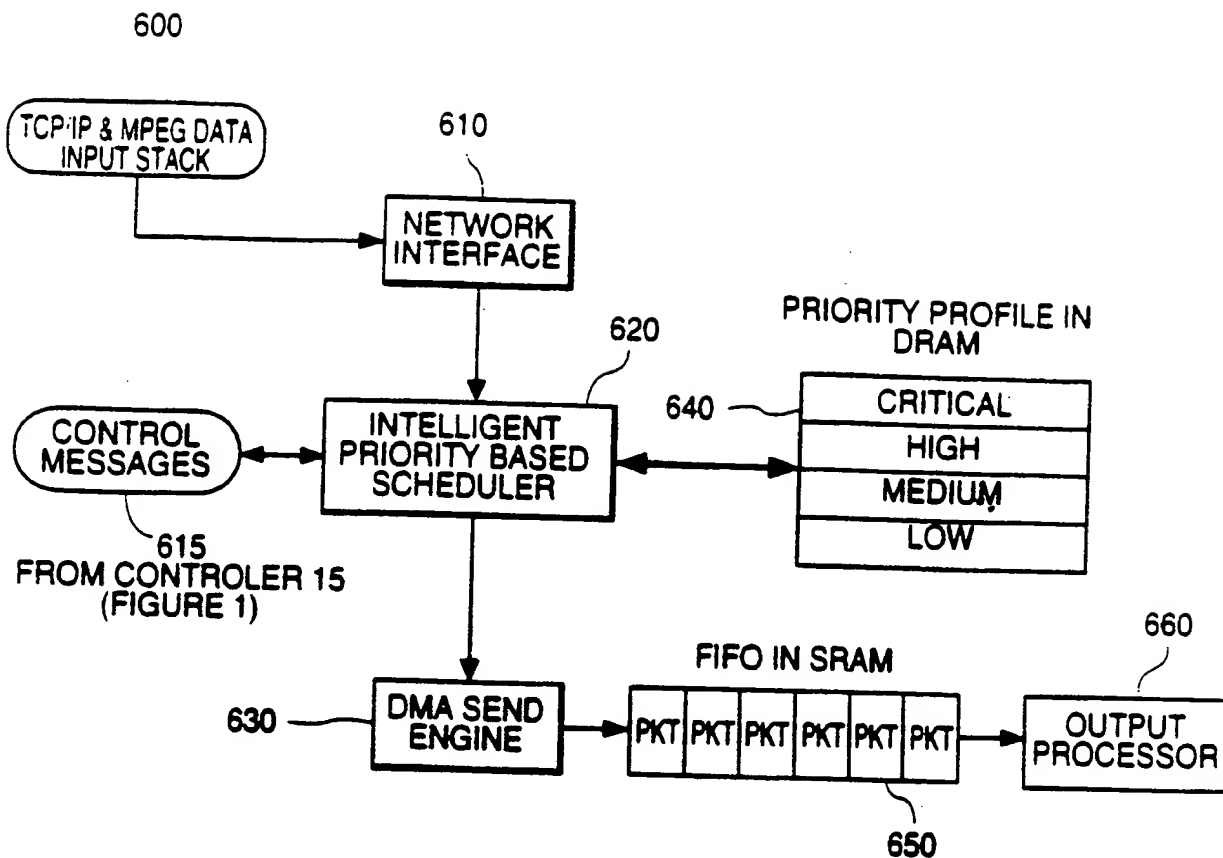 600
TCP/IP & MPEG DATA
INPUT STACK
610
NETWORK
INTERFACE
PRIORITY PROFILE IN
DRAM
620
640
CRITICAL
HIGH
MEDIUM
LOW
CONTROL
MESSAGES
INTELLIGENT
PRIORITY BASED
SCHEDULER
615
FROM CONTROLER 15
(FIGURE 1)
FIFO IN SRAM
660
630
DMA SEND
ENGINE
PKT PKT PKT PKT PKT PKT
OUTPUT
PROCESSOR
650